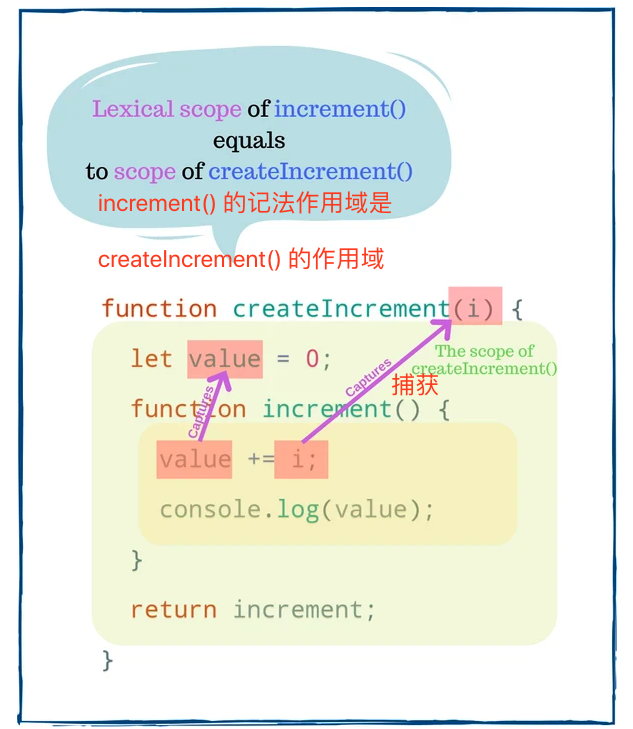 Lexical scope of increment()
equals
to scope of createIncrement()
increment() 的记法作用域是
createIncrement() 的作用域
function createIncrement(i) {
let value = 0;
The scope of
createIncrement()
Captures
捕获
function increment() {
Captures
value += i;
console.log(value);
}
return increment;
}